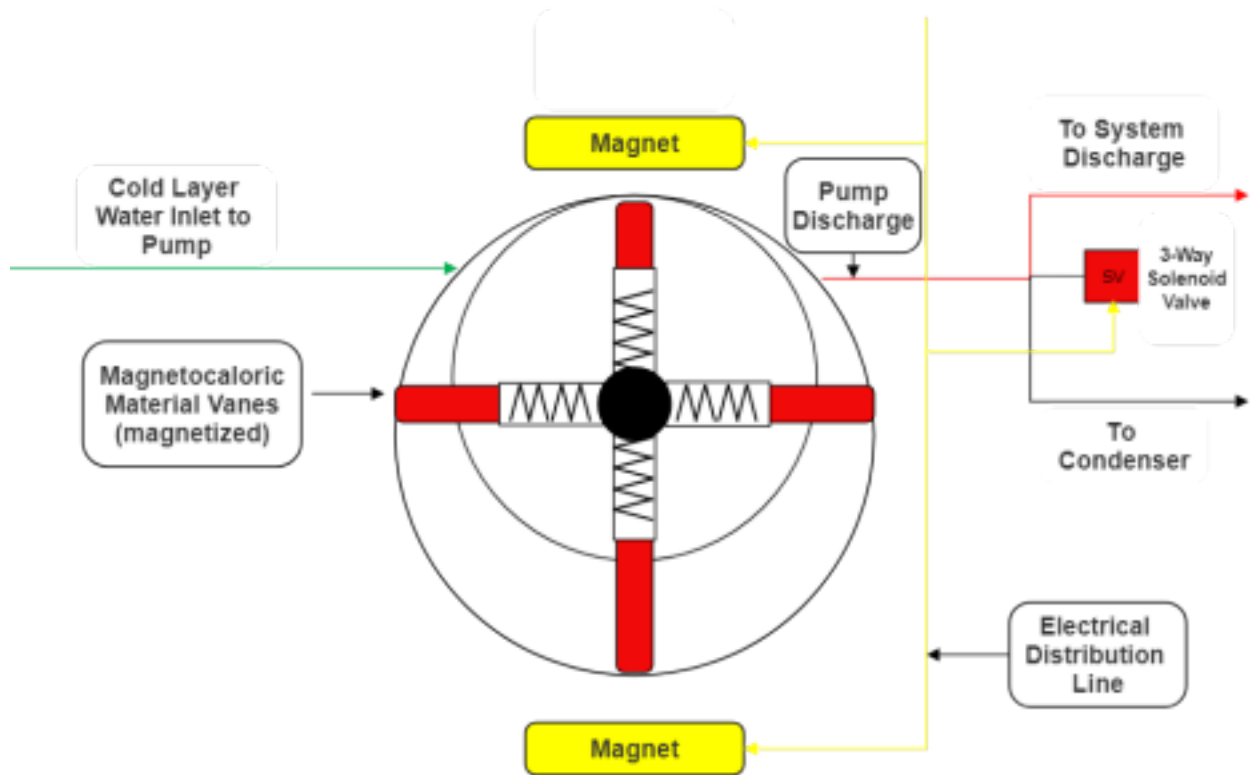 Magnet
To System
Discharge
Cold Layer
Water Inlet to
Pump
Pump
Discharge
3-Way
Solenoid
Valve
SV
Magnetocaloric
Material Vanes
(magnetized)
To
Condenser
Electrical
Distribution
Line
Magnet